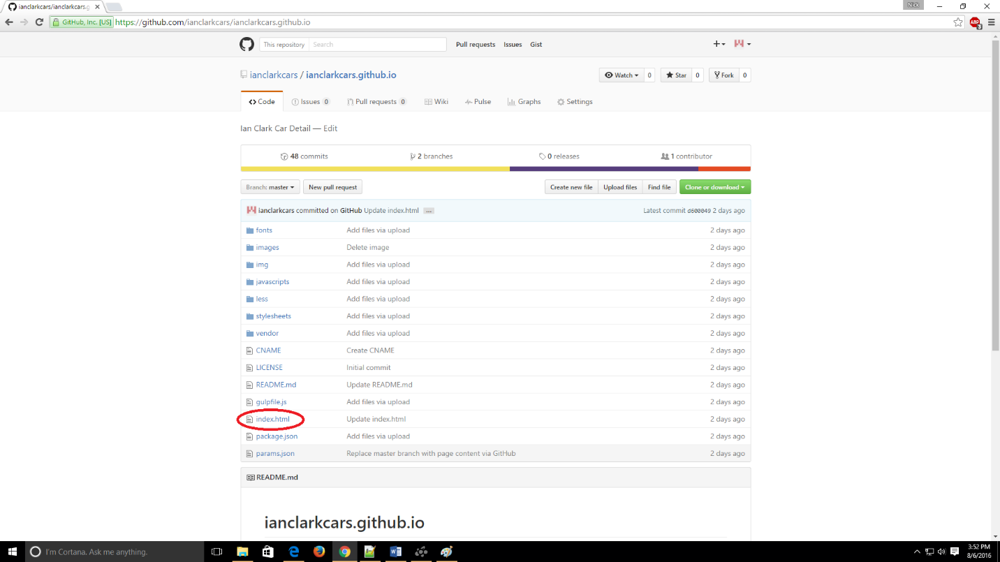 ianclarkcars/ianclarkcars.g
Nick
GitHub, Inc. [US] https://github.com/ianclarkcars/ianclarkcars.github.io
ABP 3
This repository Search Pull requests Issues Gist
ianclarkcars / ianclarkcars.github.io Watch 0 Star 0 Fork 0
Code Issues 0 Pull requests 0 Wiki Pulse Graphs Settings
Ian Clark Car Detail — Edit
48 commits 2 branches 0 releases 1 contributor
Branch: master New pull request Create new file Upload files Find file Clone or download
ianclarkcars committed on GitHub Update index.html ... Latest commit d600049 2 days ago
fonts Add files via upload 2 days ago
images Delete image 2 days ago
img Add files via upload 2 days ago
javascripts Add files via upload 2 days ago
less Add files via upload 2 days ago
stylesheets Add files via upload 2 days ago
vendor Add files via upload 2 days ago
CNAME Create CNAME 2 days ago
LICENSE Initial commit 2 days ago
README.md Update README.md 2 days ago
gulpfile.js Add files via upload 2 days ago
index.html Update index.html 2 days ago
package.json Add files via upload 2 days ago
params.json Replace master branch with page content via GitHub 2 days ago
README.md
ianclarkcars.github.io
I'm Cortana. Ask me anything.
3:52 PM
8/6/2016